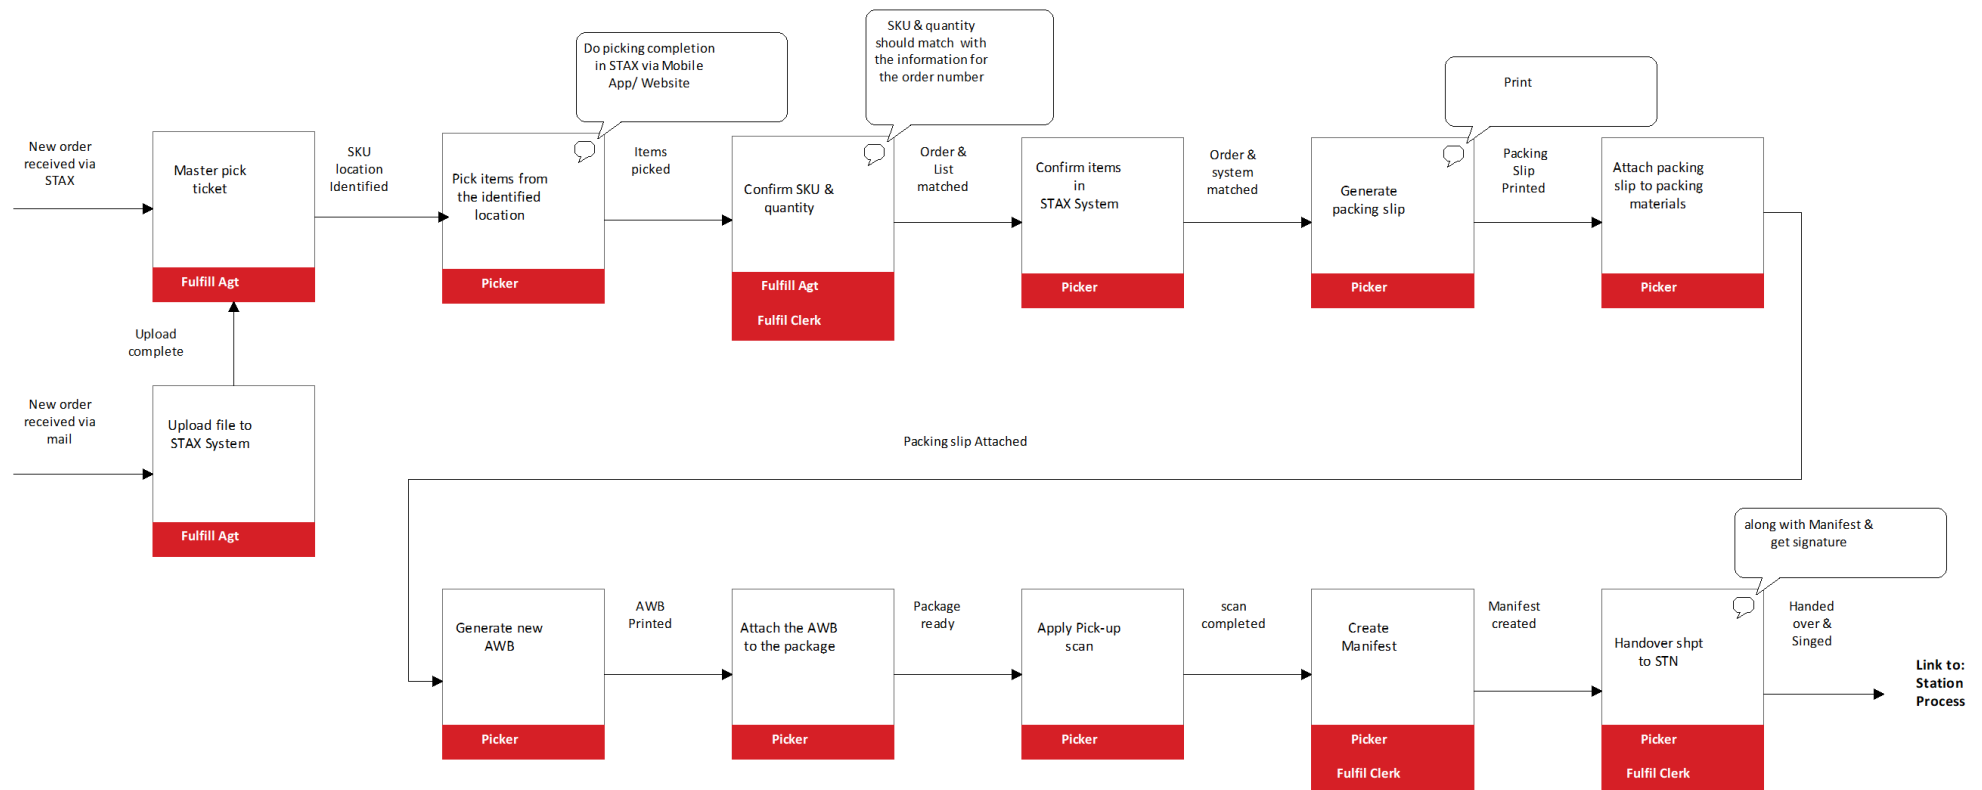 New order
received via
STAX
Master pick
ticket
Fulfill Agt
SKU
location
Identified
Do picking completion
in STAX via Mobile
App/ Website
Pick items from
the identified
location
Picker
Items
picked
SKU & quantity
should match with
the information for
the order number
Confirm SKU &
quantity
Fulfill Agt
Fulfil Clerk
Order &
List
matched
Confirm items
in
STAX System
Picker
Order &
system
matched
Print
Generate
packing slip
Picker
Packing
Slip
Printed
Attach packing
slip to packing
materials
Picker
Upload
complete
New order
received via
mail
Upload file to
STAX System
Fulfill Agt
Packing slip Attached
Generate new
AWB
Picker
AWB
Printed
Attach the AWB
to the package
Picker
Package
ready
Apply Pick-up
scan
Picker
scan
completed
Create
Manifest
Picker
Fulfil Clerk
Manifest
created
along with Manifest &
get signature
Handover shpt
to STN
Picker
Fulfil Clerk
Handed
over &
Singed
Link to:
Station
Process